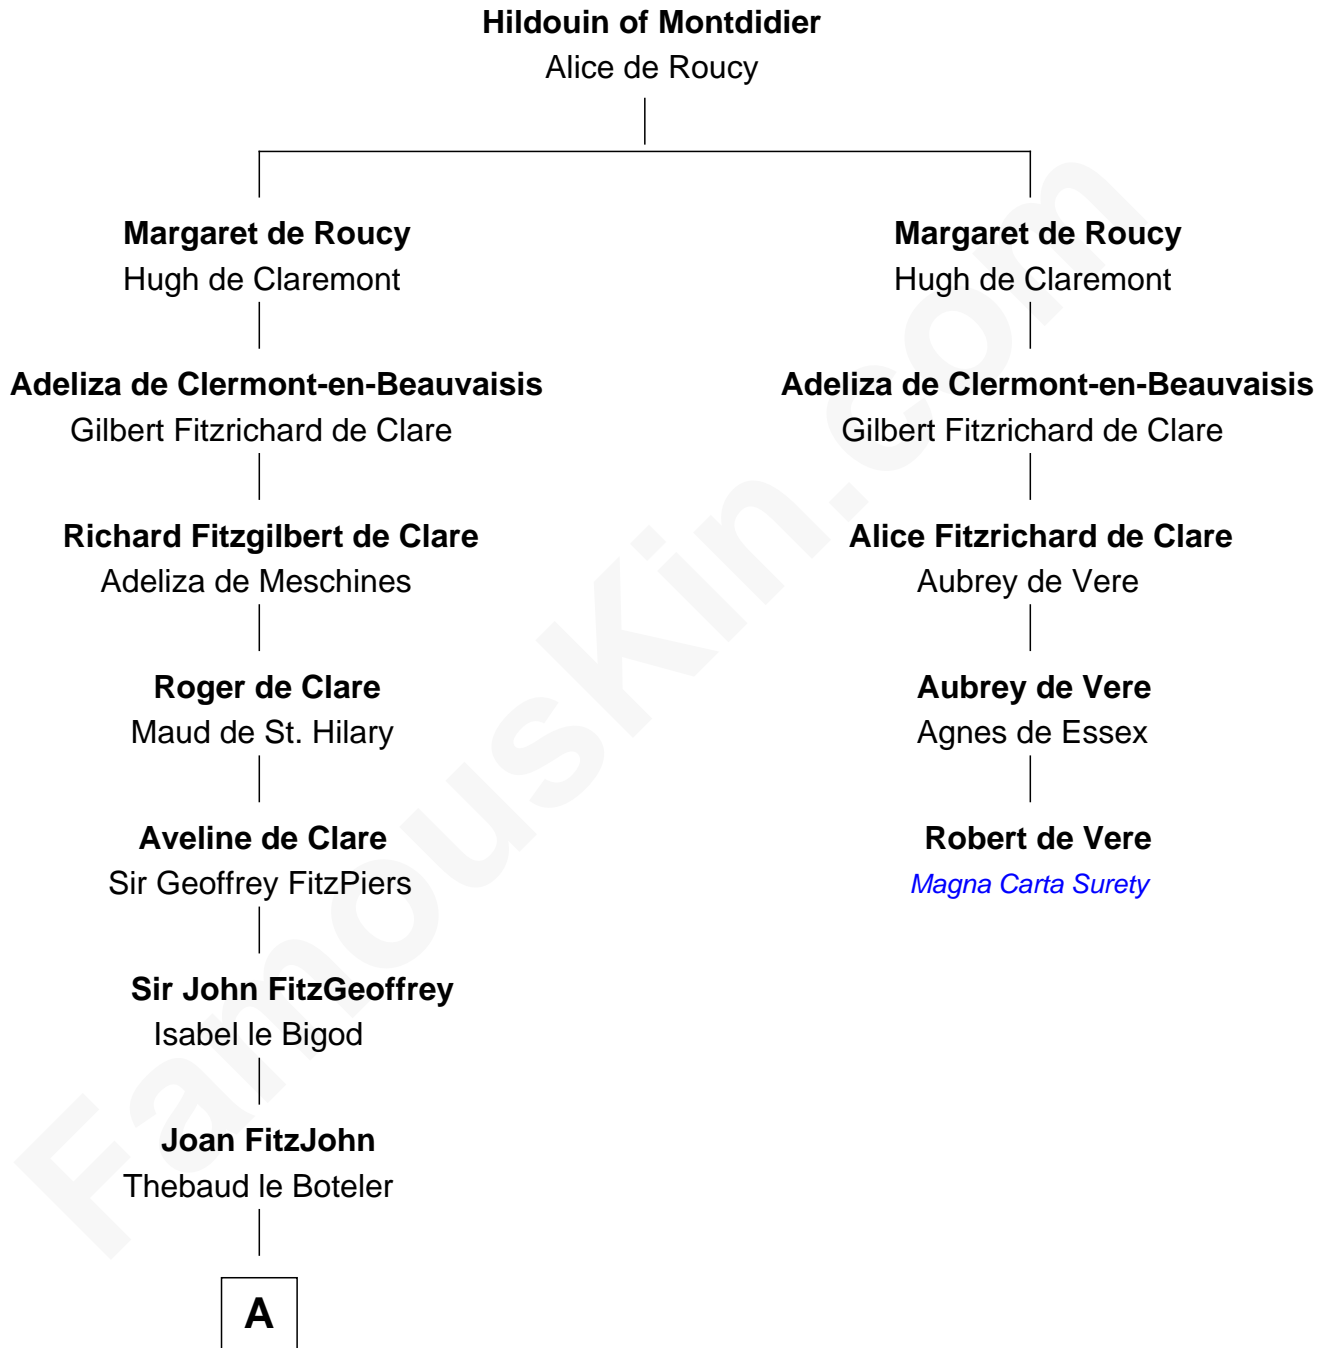 Hildouin of Montdidier
Alice de Roucy
Margaret de Roucy
Hugh de Claremont
Margaret de Roucy
Hugh de Claremont
Adeliza de Clermont-en-Beauvaisis
Gilbert Fitzrichard de Clare
Adeliza de Clermont-en-Beauvaisis
Gilbert Fitzrichard de Clare
Richard Fitzgilbert de Clare
Adeliza de Meschines
Alice Fitzrichard de Clare
Aubrey de Vere
Roger de Clare
Maud de St. Hilary
Aubrey de Vere
Agnes de Essex
Aveline de Clare
Sir Geoffrey FitzPiers
Robert de Vere
Magna Carta Surety
Sir John FitzGeoffrey
Isabel le Bigod
Joan FitzJohn
Thebaud le Boteler
A
FamousKin.com